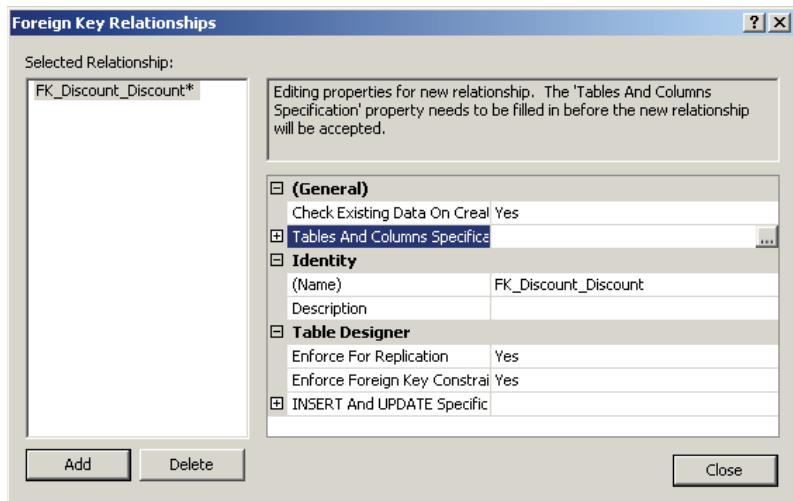 Foreign Key Relationships
Selected Relationship:
FK_Discount_Discount*
Editing properties for new relationship. The 'Tables And Columns
Specification' property needs to be filled in before the new relationship
will be accepted.
(General)
Check Existing Data On Creat Yes
Tables And Columns Specifica ...
Identity
(Name) FK_Discount_Discount
Description
Table Designer
Enforce For Replication Yes
Enforce Foreign Key Constrai Yes
INSERT And UPDATE Specific
Add Delete Close